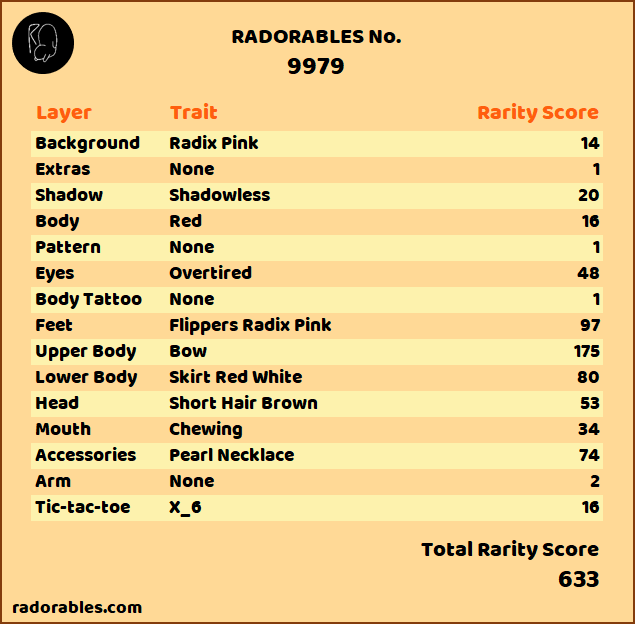 RADORABLES No.
9979
Layer Trait Rarity Score
Background Radix Pink 14
Extras None 1
Shadow Shadowless 20
Body Red 16
Pattern None 1
Eyes Overtired 48
Body Tattoo None 1
Feet Flippers Radix Pink 97
Upper Body Bow 175
Lower Body Skirt Red White 80
Head Short Hair Brown 53
Mouth Chewing 34
Accessories Pearl Necklace 74
Arm None 2
Tic-tac-toe X_6 16
Total Rarity Score
633
radorables.com